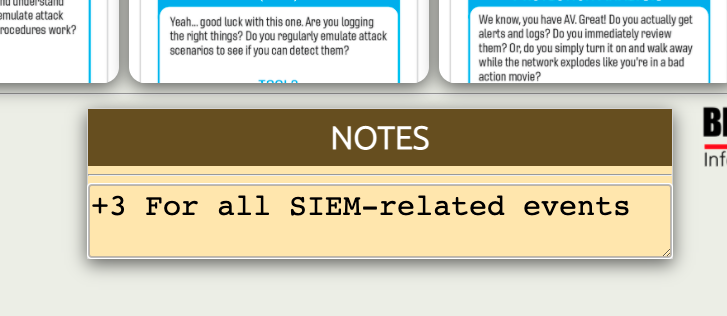 nd understand
emulate attack
rocedures work?
Yeah... good luck with this one. Are you logging
the right things? Do you regularly emulate attack
scenarios to see if you can detect them?
We know, you have AV. Great! Do you actually get
alerts and logs? Do you immediately review
them? Or, do you simply turn it on and walk away
while the network explodes like you're in a bad
action movie?
NOTES
+3 For all SIEM-related events
Inf